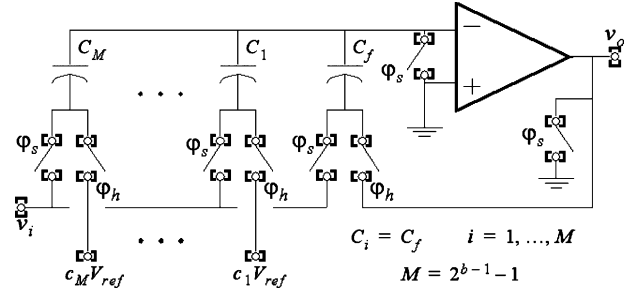 C_M C_1 C_f − v_o
φ_s +
φ_s φ_s φ_s φ_s
φ_h φ_h φ_h
v_i
C_i = C_f i = 1, ..., M
c_M V_ref c_1 V_ref
M = 2^{b−1} − 1